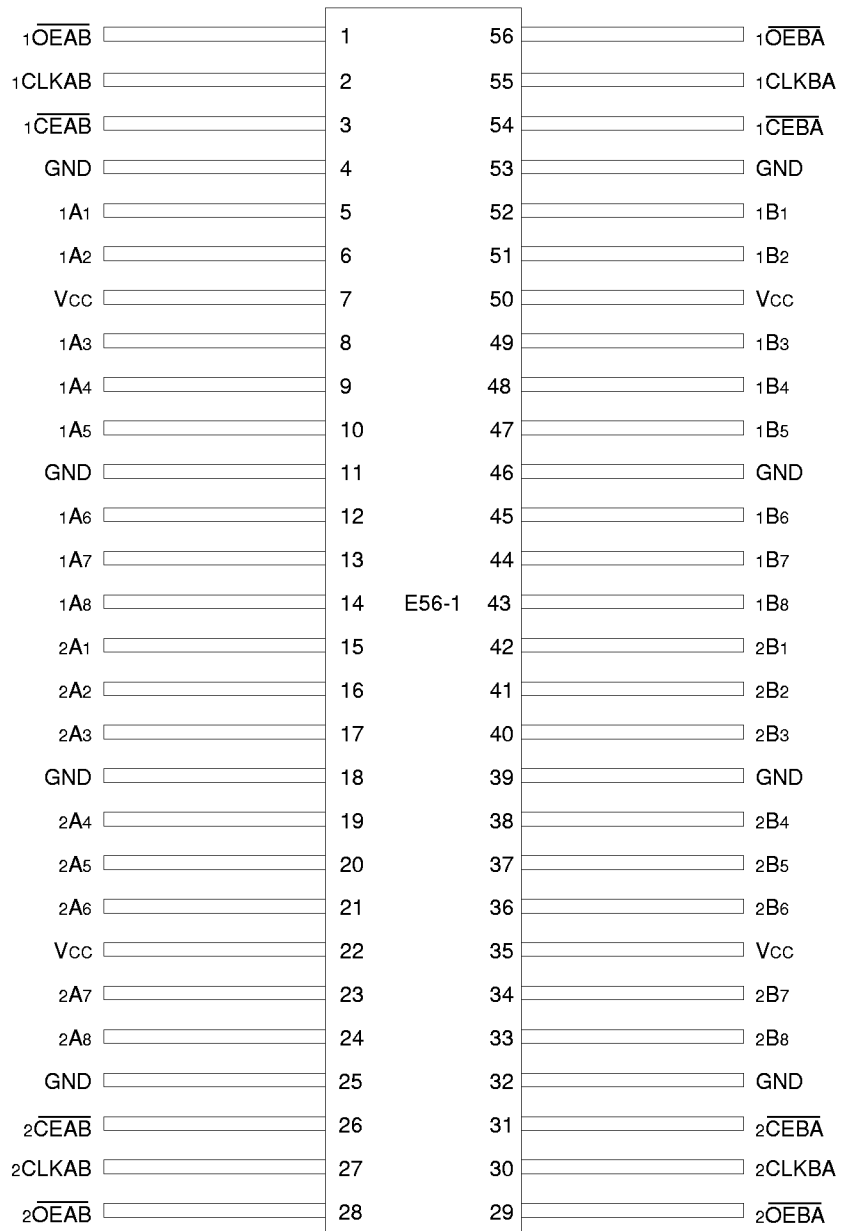 1OEAB 1 56 1OEBA
1CLKAB 2 55 1CLKBA
1CEAB 3 54 1CEBA
GND 4 53 GND
1A1 5 52 1B1
1A2 6 51 1B2
VCC 7 50 VCC
1A3 8 49 1B3
1A4 9 48 1B4
1A5 10 47 1B5
GND 11 46 GND
1A6 12 45 1B6
1A7 13 44 1B7
1A8 14 E56-1 43 1B8
2A1 15 42 2B1
2A2 16 41 2B2
2A3 17 40 2B3
GND 18 39 GND
2A4 19 38 2B4
2A5 20 37 2B5
2A6 21 36 2B6
VCC 22 35 VCC
2A7 23 34 2B7
2A8 24 33 2B8
GND 25 32 GND
2CEAB 26 31 2CEBA
2CLKAB 27 30 2CLKBA
2OEAB 28 29 2OEBA